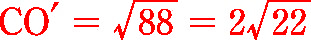 CO′ = √88 = 2√22